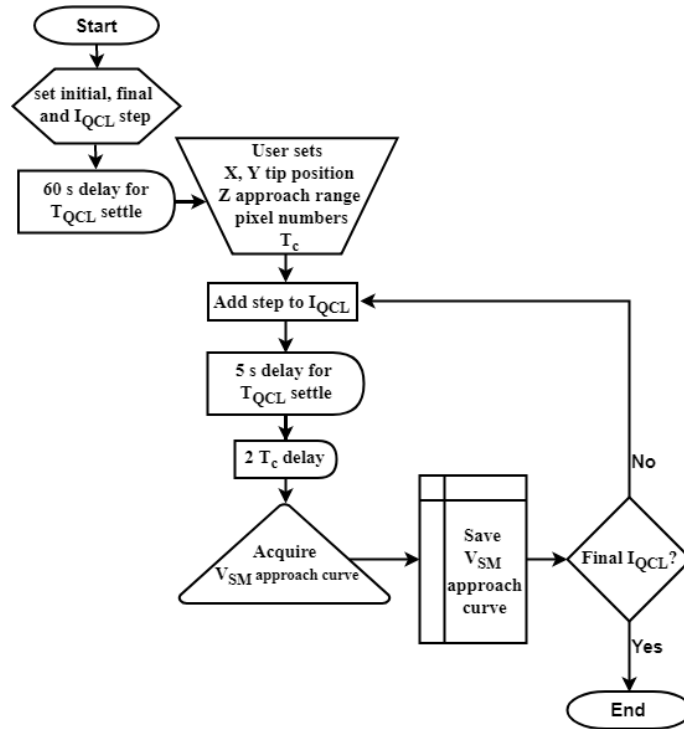 Start
set initial, final
and I_QCL step
60 s delay for
T_QCL settle
User sets
X, Y tip position
Z approach range
pixel numbers
T_c
Add step to I_QCL
5 s delay for
T_QCL settle
2 T_c delay
Acquire
V_SM approach curve
Save
V_SM
approach
curve
Final I_QCL?
No
Yes
End